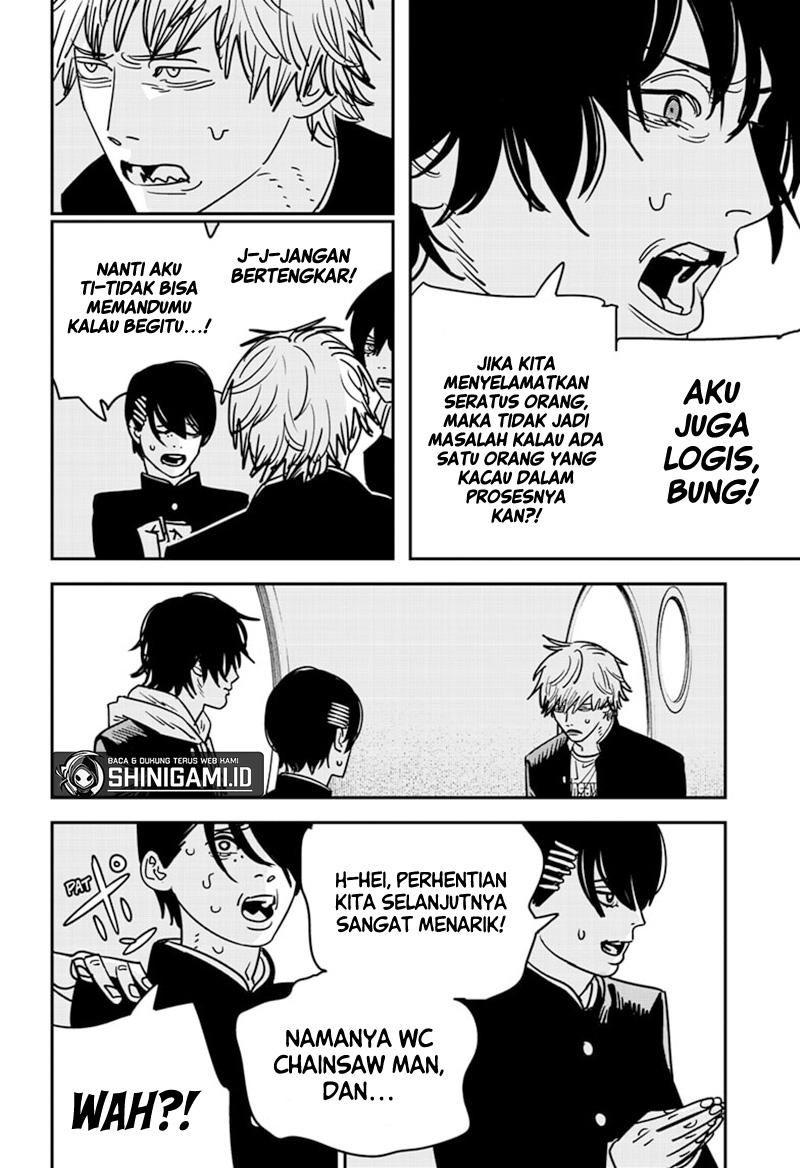 AKU
JUGA
LOGIS,
BUNG!
JIKA KITA
MENYELAMATKAN
SERATUS ORANG,
MAKA TIDAK JADI
MASALAH KALAU ADA
SATU ORANG YANG
KACAU DALAM
PROSESNYA
KAN?!
J-J-JANGAN
BERTENGKAR!
NANTI AKU
TI-TIDAK BISA
MEMANDUMU
KALAU BEGITU...!
BACA & DUKUNG TERUS WEB KAMI
SHINIGAMI.ID
H-HEI, PERHENTIAN
KITA SELANJUTNYA
SANGAT MENARIK!
NAMANYA WC
CHAINSAW MAN,
DAN...
PAT
WAH?!